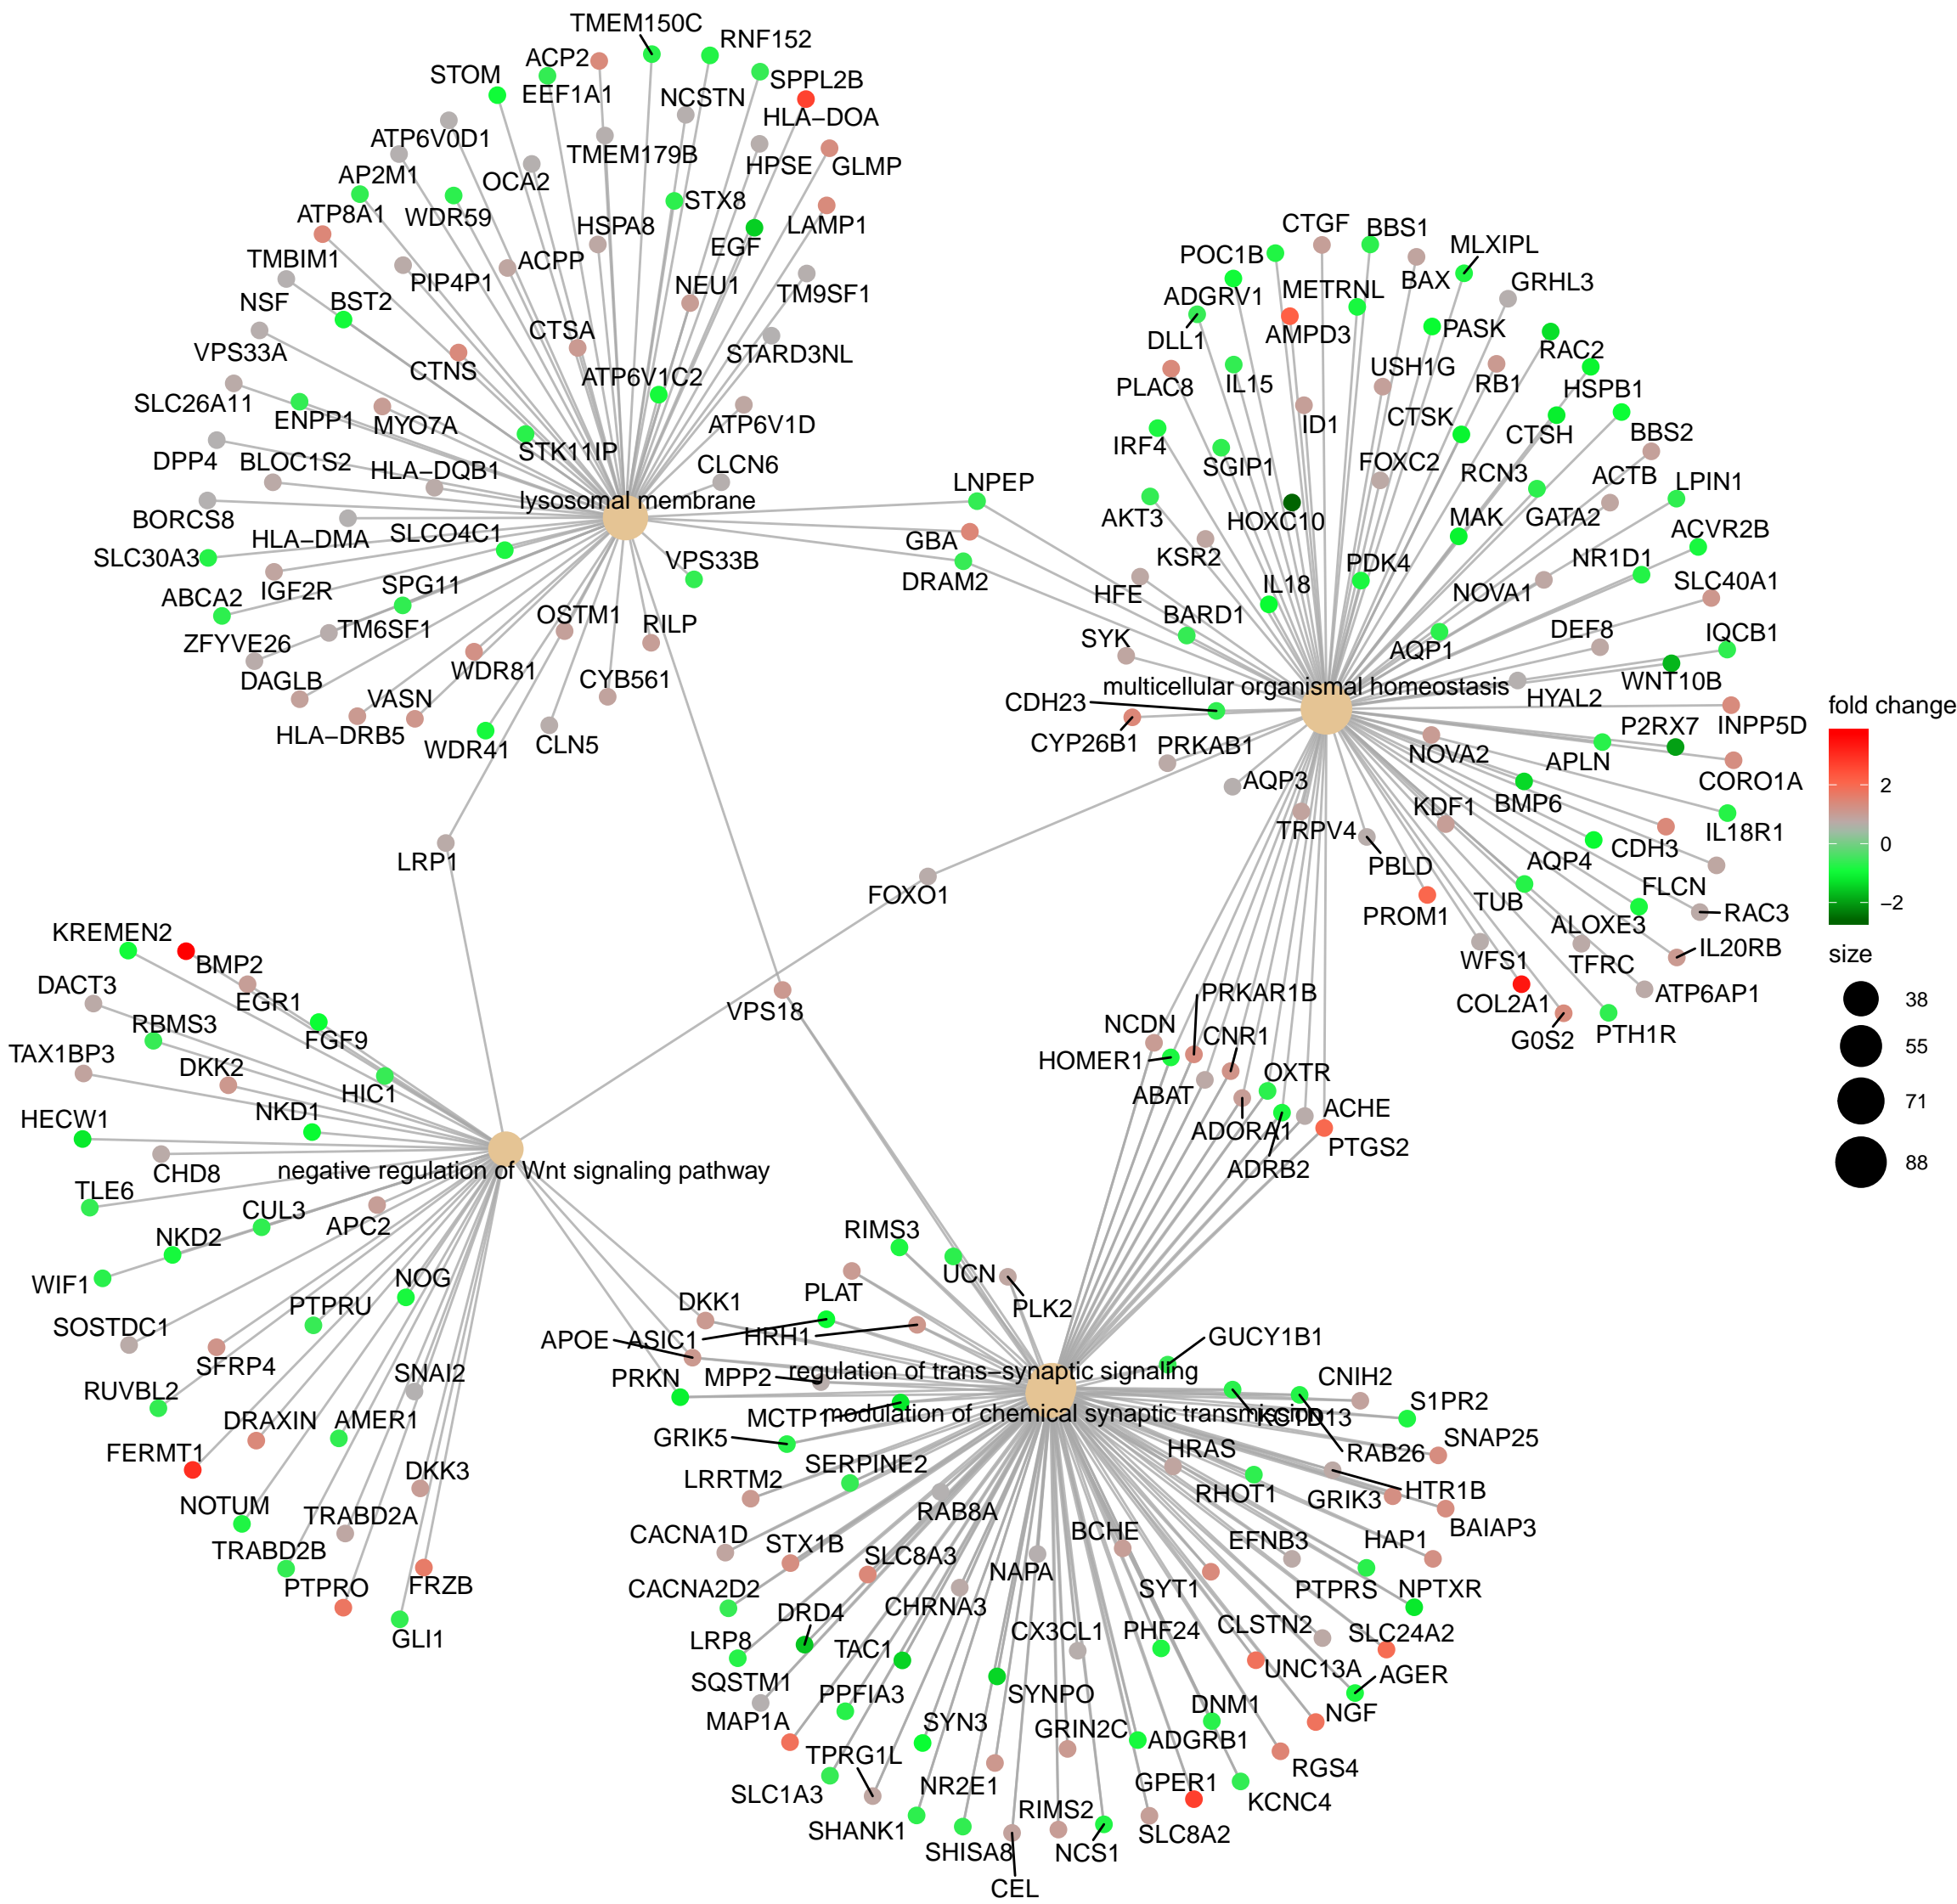 TMEM150C
RNF152
ACP2
STOM
EEF1A1
SPPL2B
NCSTN
HLA−DOA
ATP6V0D1
TMEM179B
HPSE
GLMP
AP2M1
OCA2
STX8
ATP8A1
WDR59
HSPA8
EGF
LAMP1
TMBIM1
PIP4P1
ACPP
NEU1
TM9SF1
NSF
BST2
CTSA
VPS33A
CTNS
STARD3NL
ATP6V1C2
SLC26A11
ENPP1
MYO7A
ATP6V1D
STK11IP
DPP4
BLOC1S2
HLA−DQB1
CLCN6
lysosomal membrane
BORCS8
HLA−DMA
SLCO4C1
SLC30A3
VPS33B
IGF2R
SPG11
ABCA2
OSTM1
RILP
TM6SF1
ZFYVE26
WDR81
CYB561
DAGLB
VASN
HLA−DRB5
WDR41
CLN5
LNPEP
GBA
DRAM2
LRP1
FOXO1
VPS18
CTGF
BBS1
MLXIPL
POC1B
BAX
GRHL3
ADGRV1
METRNL
DLL1
AMPD3
PASK
RAC2
PLAC8
IL15
USH1G
RB1
HSPB1
ID1
CTSK
CTSH
IRF4
BBS2
SGIP1
FOXC2
RCN3
ACTB
LPIN1
AKT3
HOXC10
MAK
GATA2
ACVR2B
KSR2
PDK4
NR1D1
HFE
IL18
NOVA1
SLC40A1
BARD1
SYK
AQP1
DEF8
IQCB1
multicellular organismal homeostasis
WNT10B
CDH23
HYAL2
CYP26B1
P2RX7
INPP5D
PRKAB1
NOVA2
APLN
AQP3
CORO1A
BMP6
KDF1
TRPV4
IL18R1
PBLD
AQP4
CDH3
PROM1
TUB
FLCN
RAC3
ALOXE3
IL20RB
WFS1
TFRC
ATP6AP1
COL2A1
G0S2
PTH1R
fold change
2
0
−2
size
38
55
71
88
KREMEN2
BMP2
DACT3
EGR1
RBMS3
FGF9
TAX1BP3
DKK2
HIC1
HECW1
NKD1
CHD8
negative regulation of Wnt signaling pathway
TLE6
CUL3
APC2
NKD2
WIF1
NOG
PTPRU
SOSTDC1
SFRP4
SNAI2
RUVBL2
DRAXIN
AMER1
FERMT1
DKK3
NOTUM
TRABD2A
TRABD2B
PTPRO
FRZB
GLI1
PRKAR1B
NCDN
CNR1
HOMER1
OXTR
ABAT
ACHE
ADORA1
PTGS2
ADRB2
RIMS3
UCN
PLK2
PLAT
DKK1
APOE
ASIC1
HRH1
GUCY1B1
PRKN
MPP2
regulation of trans−synaptic signaling
CNIH2
S1PR2
MCTP1
modulation of chemical synaptic transmission
KCTD13
GRIK5
RAB26
SNAP25
SERPINE2
HRAS
LRRTM2
RHOT1
GRIK3
HTR1B
RAB8A
BAIAP3
CACNA1D
STX1B
SLC8A3
BCHE
EFNB3
HAP1
NAPA
CACNA2D2
CHRNA3
SYT1
PTPRS
NPTXR
DRD4
LRP8
TAC1
CX3CL1
PHF24
CLSTN2
SLC24A2
SQSTM1
UNC13A
AGER
PPFIA3
SYNPO
MAP1A
DNM1
NGF
SYN3
GRIN2C
ADGRB1
TPRG1L
RGS4
SLC1A3
NR2E1
GPER1
KCNC4
SHANK1
RIMS2
SLC8A2
SHISA8
NCS1
CEL